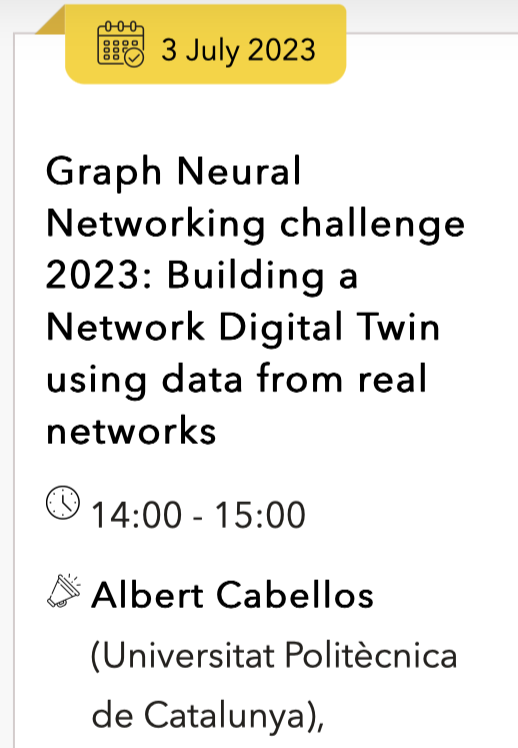 3 July 2023
Graph Neural
Networking challenge
2023: Building a
Network Digital Twin
using data from real
networks
14:00 - 15:00
Albert Cabellos
(Universitat Politècnica
de Catalunya),